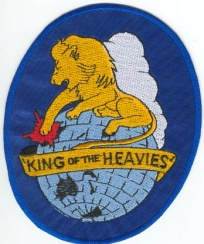 "KING OF THE HEAVIES"